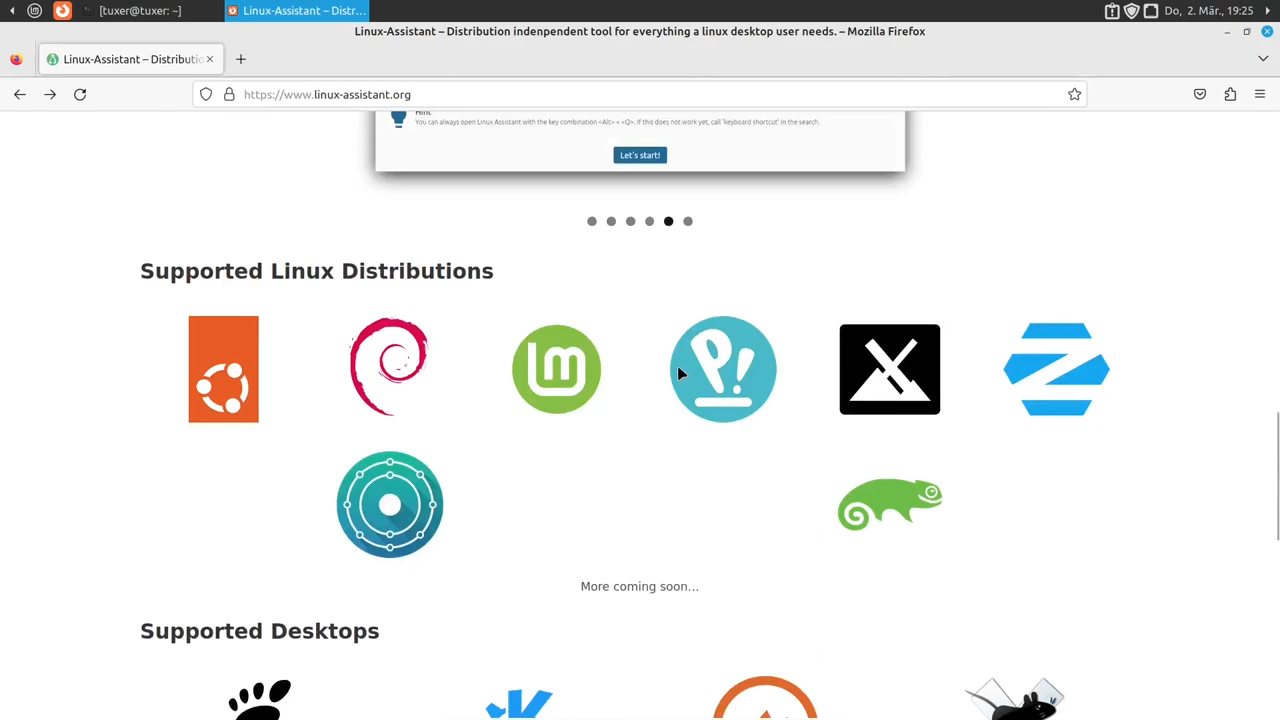 [tuxer@tuxer: ~]
Linux-Assistant – Distr...
Do, 2. Mär., 19:25
Linux-Assistant – Distribution indenpendent tool for everything a linux desktop user needs. – Mozilla Firefox
Linux-Assistant – Distributio
https://www.linux-assistant.org
Hint
You can always open Linux Assistant with the key combination <Alt> + <Q>. If this does not work yet, call 'keyboard shortcut' in the search.
Let's start!
Supported Linux Distributions
More coming soon...
Supported Desktops